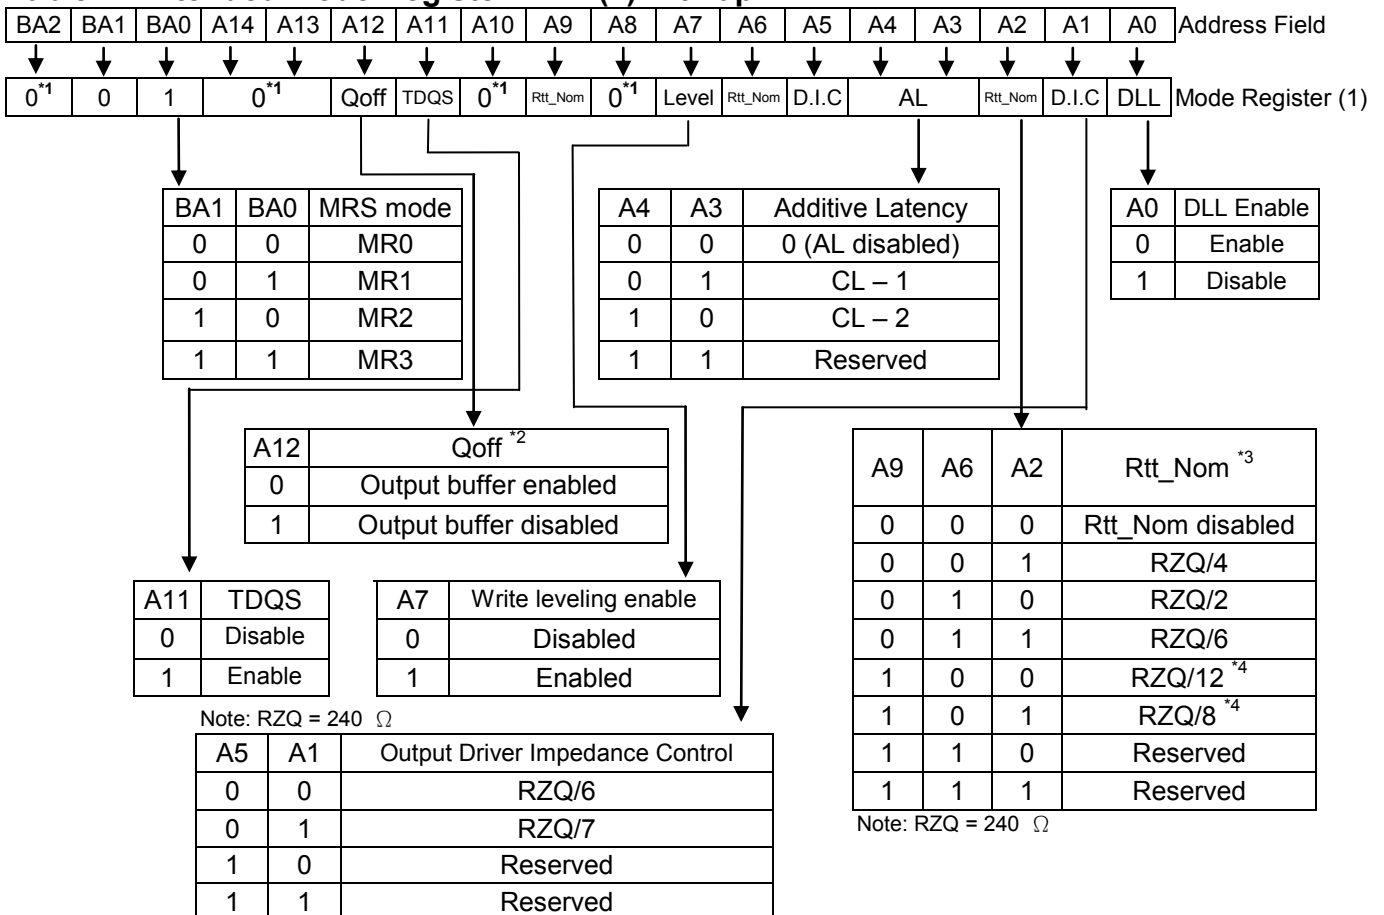 BA2 BA1 BA0 A14 A13 A12 A11 A10 A9 A8 A7 A6 A5 A4 A3 A2 A1 A0 Address Field
0*1 0 1 0*1 Qoff TDQS 0*1 Rtt_Nom 0*1 Level Rtt_Nom D.I.C AL Rtt_Nom D.I.C DLL Mode Register (1)
BA1 BA0 MRS mode
0 0 MR0
0 1 MR1
1 0 MR2
1 1 MR3
A4 A3 Additive Latency
0 0 0 (AL disabled)
0 1 CL – 1
1 0 CL – 2
1 1 Reserved
A0 DLL Enable
0 Enable
1 Disable
A12 Qoff *2
0 Output buffer enabled
1 Output buffer disabled
A9 A6 A2 Rtt_Nom *3
0 0 0 Rtt_Nom disabled
0 0 1 RZQ/4
0 1 0 RZQ/2
0 1 1 RZQ/6
1 0 0 RZQ/12 *4
1 0 1 RZQ/8 *4
1 1 0 Reserved
1 1 1 Reserved
Note: RZQ = 240 Ω
A11 TDQS
0 Disable
1 Enable
A7 Write leveling enable
0 Disabled
1 Enabled
Note: RZQ = 240 Ω
A5 A1 Output Driver Impedance Control
0 0 RZQ/6
0 1 RZQ/7
1 0 Reserved
1 1 Reserved